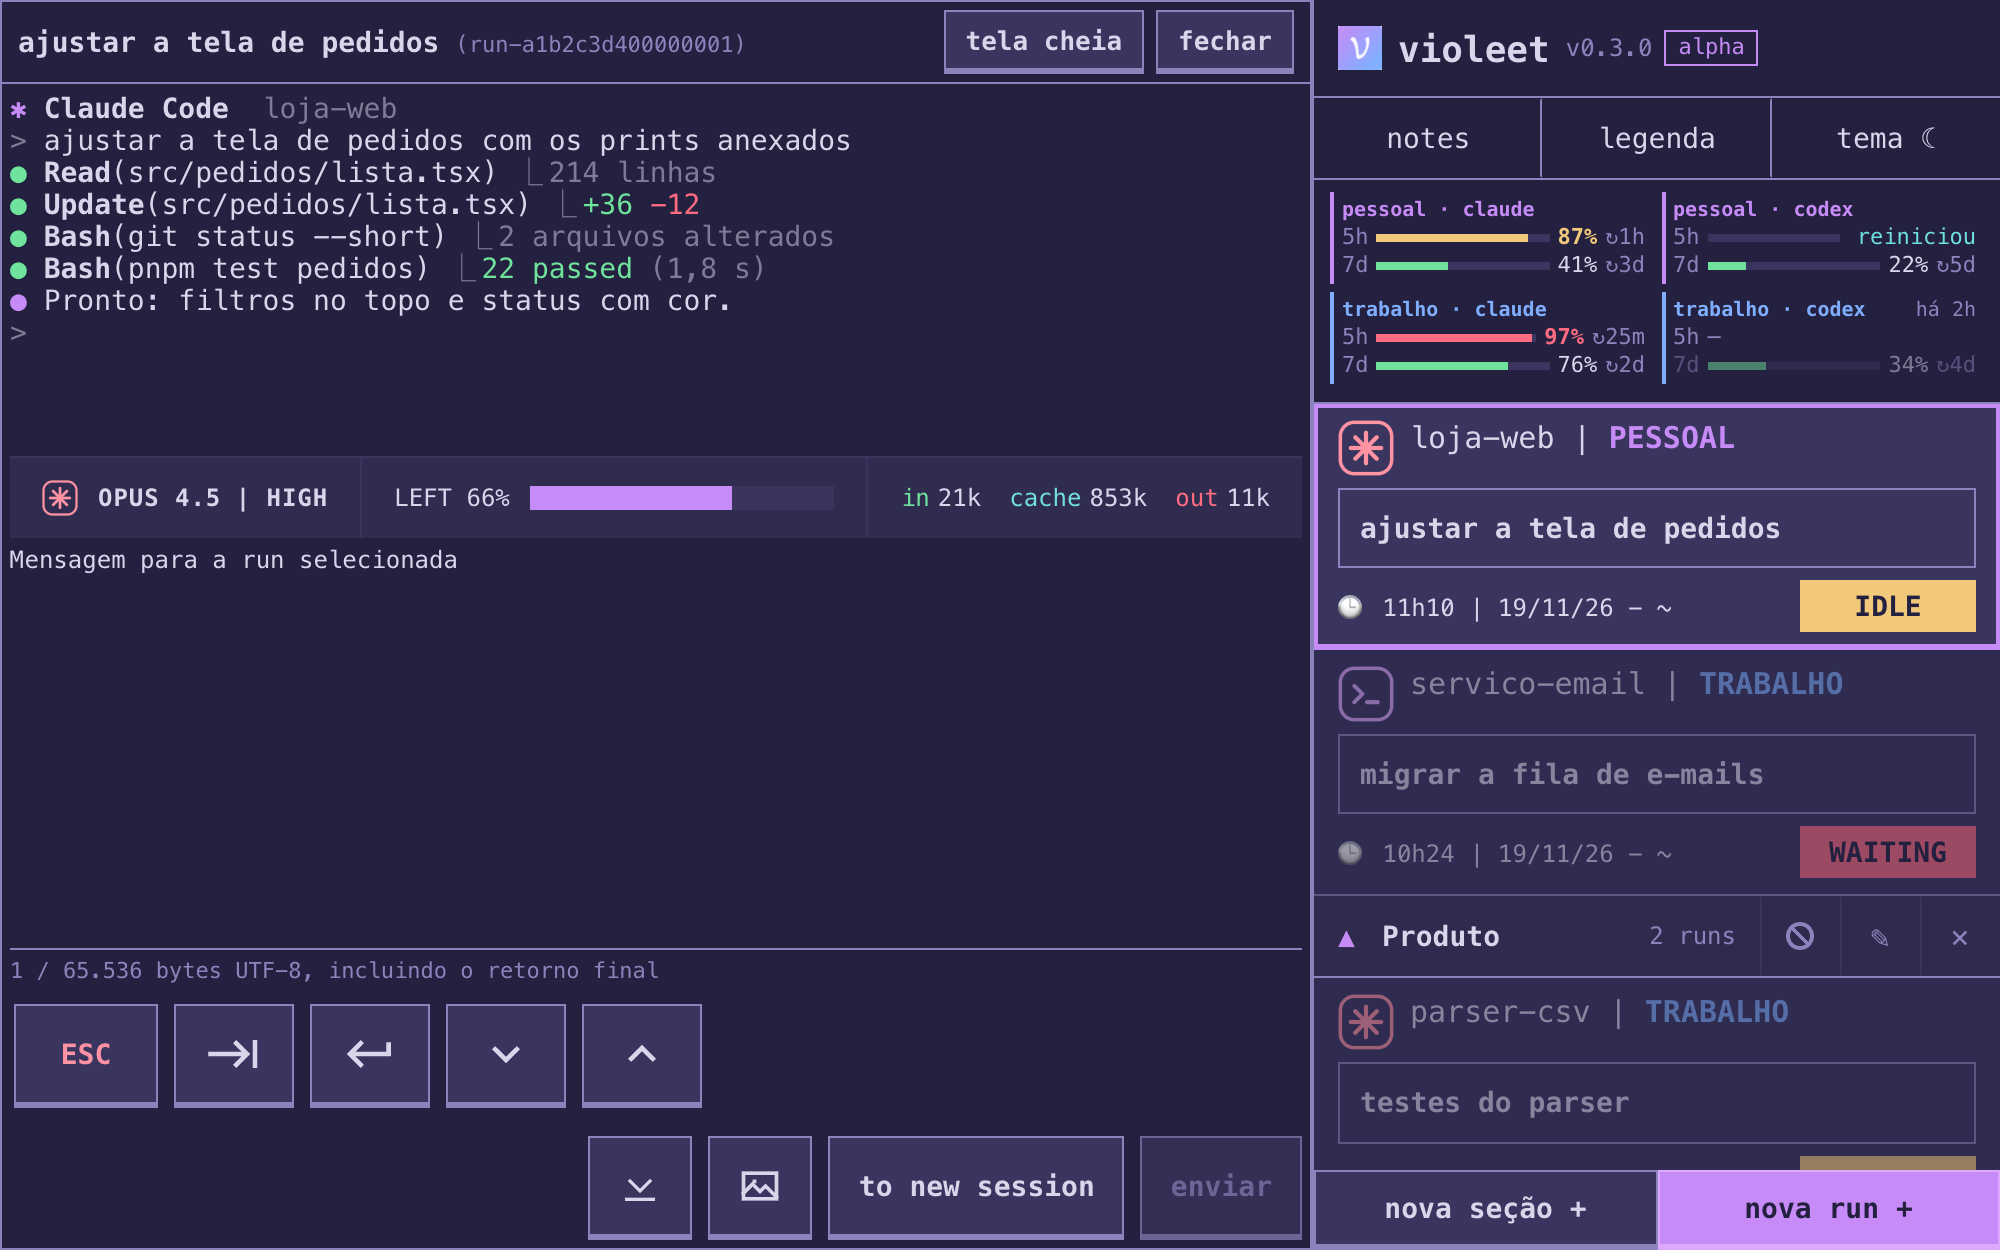 ajustar a tela de pedidos (run-a1b2c3d400000001)
tela cheia
fechar
✱ Claude Code loja-web
> ajustar a tela de pedidos com os prints anexados
● Read(src/pedidos/lista.tsx) ⎿ 214 linhas
● Update(src/pedidos/lista.tsx) ⎿ +36 −12
● Bash(git status --short) ⎿ 2 arquivos alterados
● Bash(pnpm test pedidos) ⎿ 22 passed (1,8 s)
● Pronto: filtros no topo e status com cor.
>
OPUS 4.5 | HIGH
LEFT 66%
in 21k cache 853k out 11k
Mensagem para a run selecionada
1 / 65.536 bytes UTF-8, incluindo o retorno final
ESC
to new session
enviar
violeet v0.3.0 alpha
notes
legenda
tema ☾
pessoal · claude
5h 87% ↻1h
7d 41% ↻3d
pessoal · codex
5h reiniciou
7d 22% ↻5d
trabalho · claude
5h 97% ↻25m
7d 76% ↻2d
trabalho · codex há 2h
5h —
7d 34% ↻4d
loja-web | PESSOAL
ajustar a tela de pedidos
11h10 | 19/11/26 - ~
IDLE
servico-email | TRABALHO
migrar a fila de e-mails
10h24 | 19/11/26 - ~
WAITING
▲ Produto 2 runs ✎ ×
parser-csv | TRABALHO
testes do parser
nova seção +
nova run +